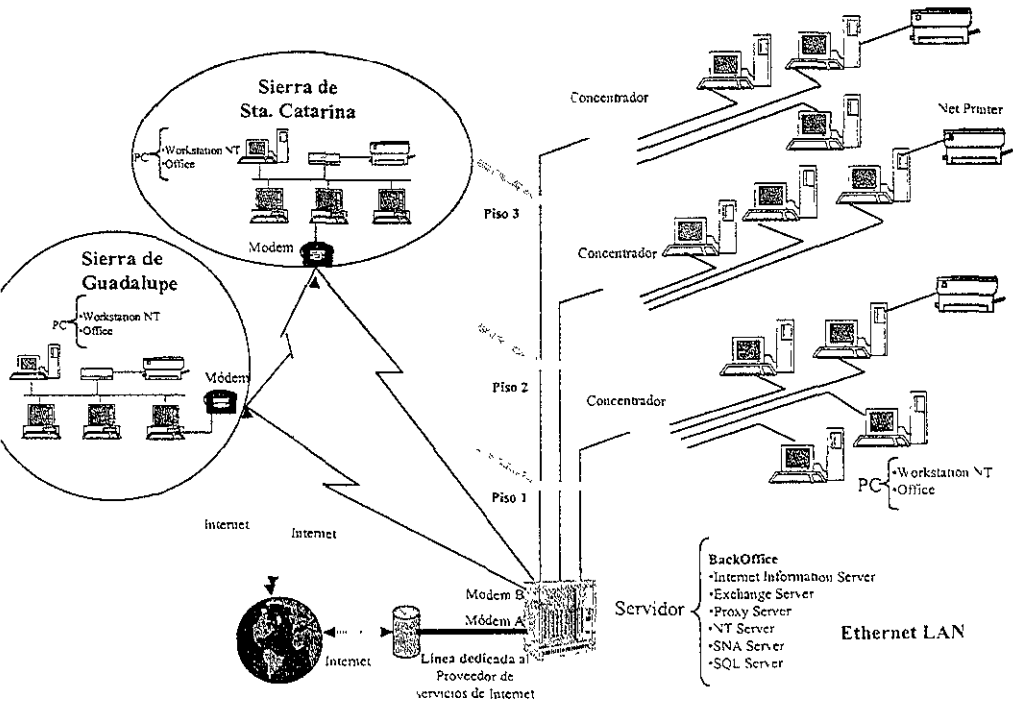 Sierra de
Sta. Catarina
PC
•Workstation NT
•Office
Modem
Sierra de
Guadalupe
PC
•Workstation NT
•Office
Módem
Concentrador
Net Printer
Piso 3
Concentrador
Piso 2
Concentrador
Piso 1
PC
•Workstation NT
•Office
Internet
Internet
Modem B
Módem A
Internet
Línea dedicada al
Proveedor de
servicios de Internet
Servidor
BackOffice
•Internet Information Server
•Exchange Server
•Proxy Server
•NT Server
•SNA Server
•SQL Server
Ethernet LAN